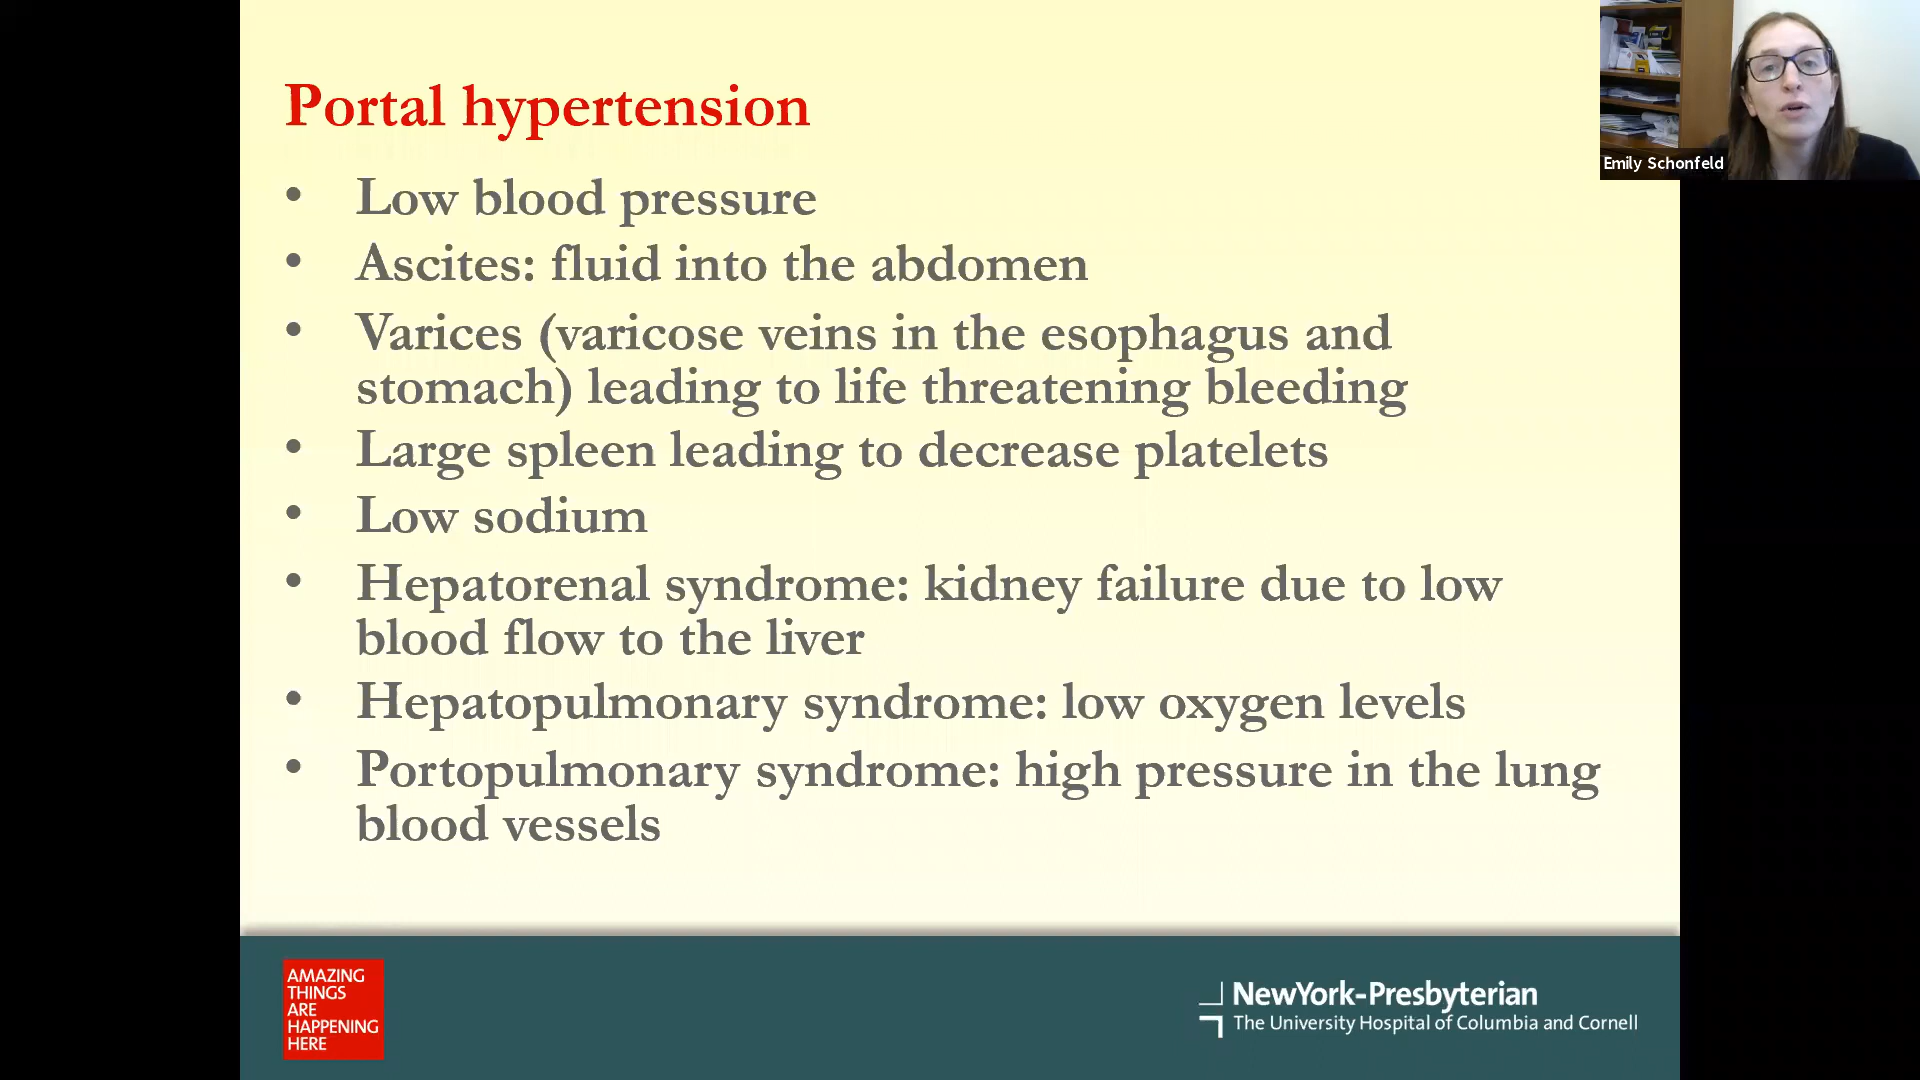 Portal hypertension
• Low blood pressure
• Ascites: fluid into the abdomen
• Varices (varicose veins in the esophagus and
stomach) leading to life threatening bleeding
• Large spleen leading to decrease platelets
• Low sodium
• Hepatorenal syndrome: kidney failure due to low
blood flow to the liver
• Hepatopulmonary syndrome: low oxygen levels
• Portopulmonary syndrome: high pressure in the lung
blood vessels
Emily Schonfeld
AMAZING
THINGS
ARE
HAPPENING
HERE
NewYork-Presbyterian
The University Hospital of Columbia and Cornell